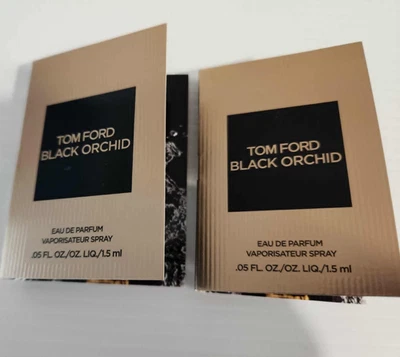 TOM FORD
BLACK ORCHID
EAU DE PARFUM
VAPORISATEUR SPRAY
.05 FL. OZ./OZ. LIQ./1.5 ml
TOM FORD
BLACK ORCHID
EAU DE PARFUM
VAPORISATEUR SPRAY
.05 FL. OZ./OZ. LIQ./1.5 ml